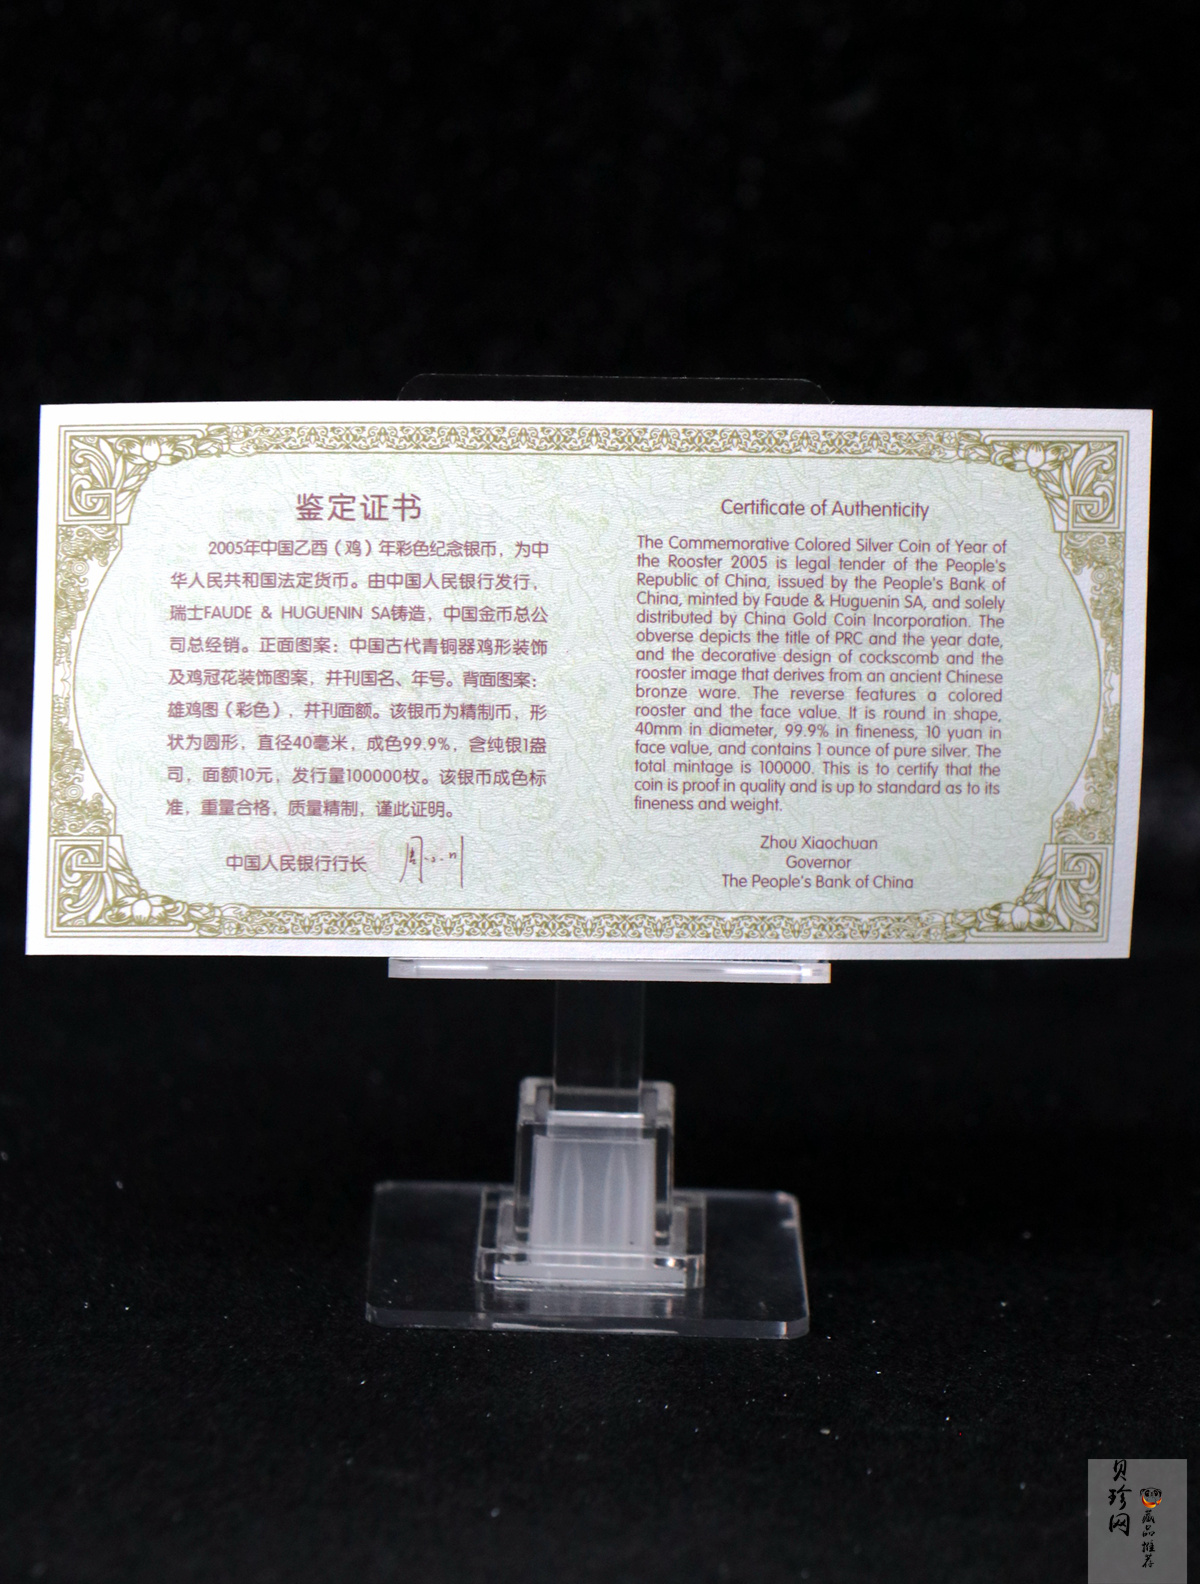 鉴定证书
2005年中国乙酉（鸡）年彩色纪念银币，为中
华人民共和国法定货币。由中国人民银行发行，
瑞士FAUDE & HUGUENIN SA铸造，中国金币总公
司总经销。正面图案：中国古代青铜器鸡形装饰
及鸡冠花装饰图案，并刊国名、年号。背面图案：
雄鸡图（彩色），并刊面额。该银币为精制币，形
状为圆形，直径40毫米，成色99.9%，含纯银1盎
司，面额10元，发行量100000枚。该银币成色标
准，重量合格，质量精制，谨此证明。
中国人民银行行长
Certificate of Authenticity
The Commemorative Colored Silver Coin of Year of
the Rooster 2005 is legal tender of the People's
Republic of China, issued by the People's Bank of
China, minted by Faude & Huguenin SA, and solely
distributed by China Gold Coin Incorporation. The
obverse depicts the title of PRC and the year date,
and the decorative design of cockscomb and the
rooster image that derives from an ancient Chinese
bronze ware. The reverse features a colored
rooster and the face value. It is round in shape,
40mm in diameter, 99.9% in fineness, 10 yuan in
face value, and contains 1 ounce of pure silver. The
total mintage is 100000. This is to certify that the
coin is proof in quality and is up to standard as to its
fineness and weight.
Zhou Xiaochuan
Governor
The People's Bank of China
贝珍网
藏品推荐